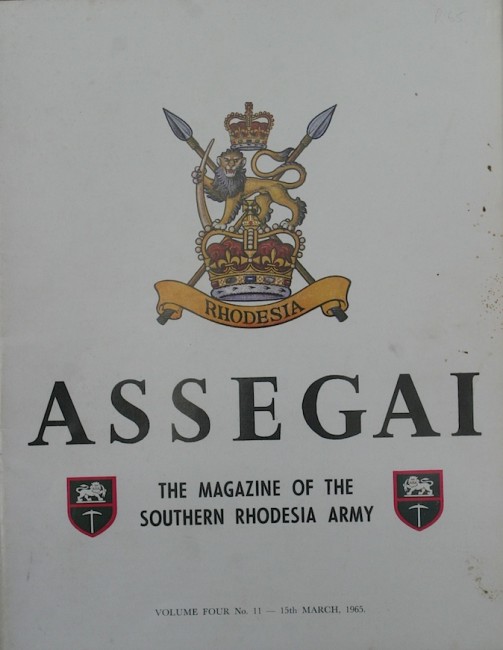 RHODESIA
ASSEGAI
THE MAGAZINE OF THE
SOUTHERN RHODESIA ARMY
VOLUME FOUR No. 11 — 15th MARCH, 1965.